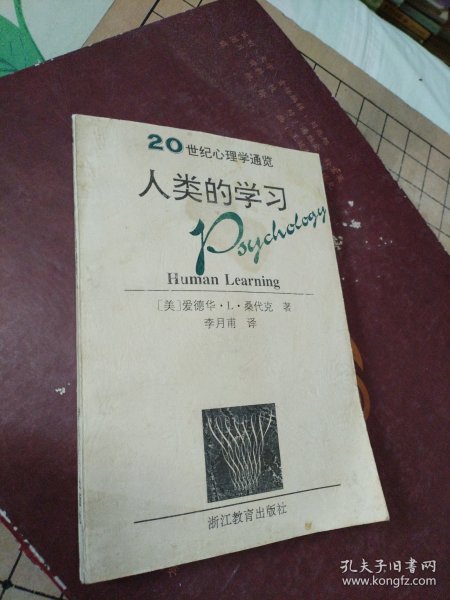 20世纪心理学通览
人类的学习
Psychology
Human Learning
〔美〕爱德华·L·桑代克 著
李月甫 译
浙江教育出版社
孔夫子旧书网
www.kongfz.com